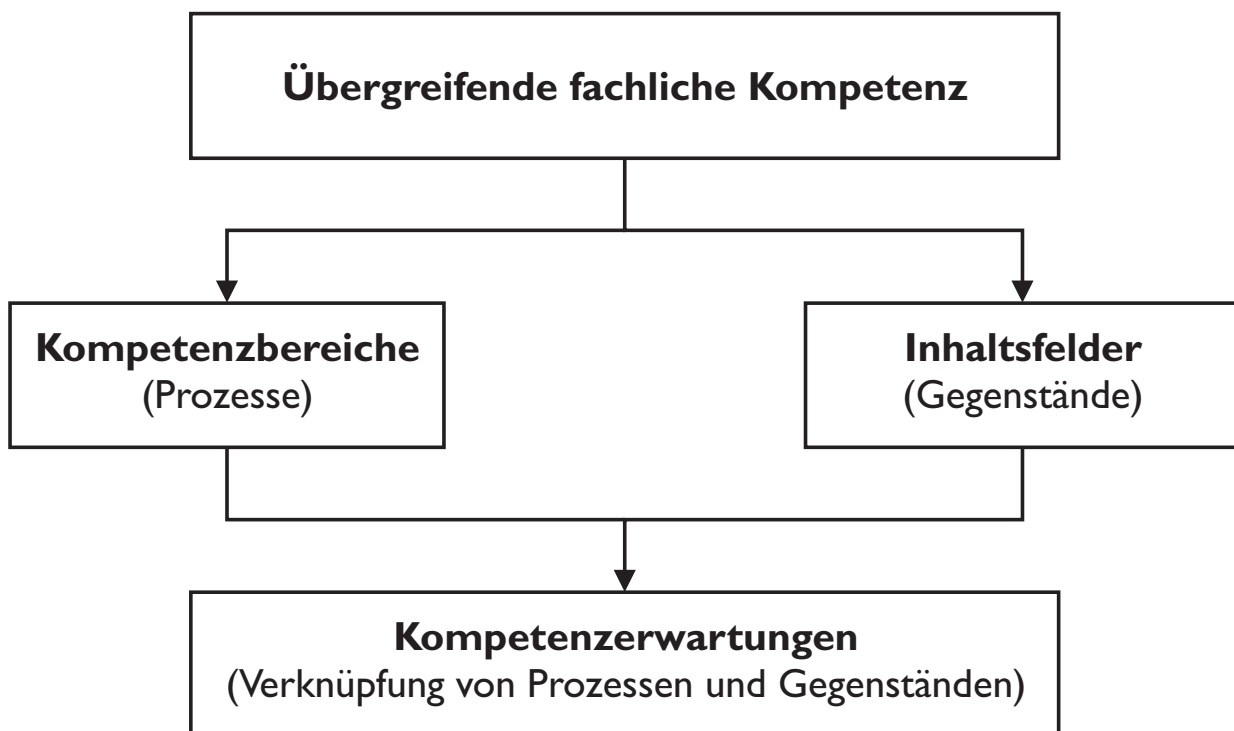 Übergreifende fachliche Kompetenz
Kompetenzbereiche
(Prozesse)
Inhaltsfelder
(Gegenstände)
Kompetenzerwartungen
(Verknüpfung von Prozessen und Gegenständen)